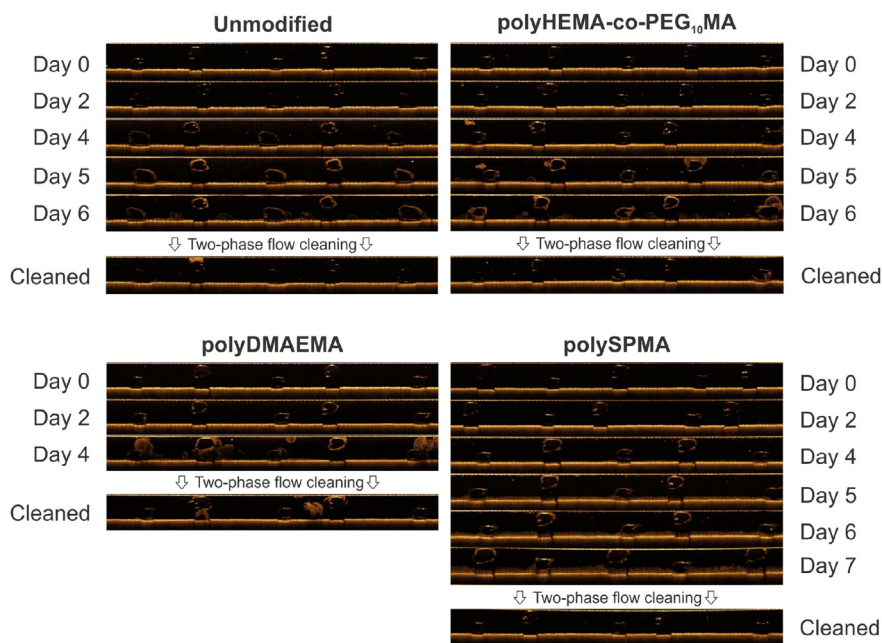 Unmodified
Day 0
Day 2
Day 4
Day 5
Day 6
⇩ Two-phase flow cleaning ⇩
Cleaned
polyHEMA-co-PEG₁₀MA
Day 0
Day 2
Day 4
Day 5
Day 6
⇩ Two-phase flow cleaning ⇩
Cleaned
polyDMAEMA
Day 0
Day 2
Day 4
⇩ Two-phase flow cleaning ⇩
Cleaned
polySPMA
Day 0
Day 2
Day 4
Day 5
Day 6
Day 7
⇩ Two-phase flow cleaning ⇩
Cleaned